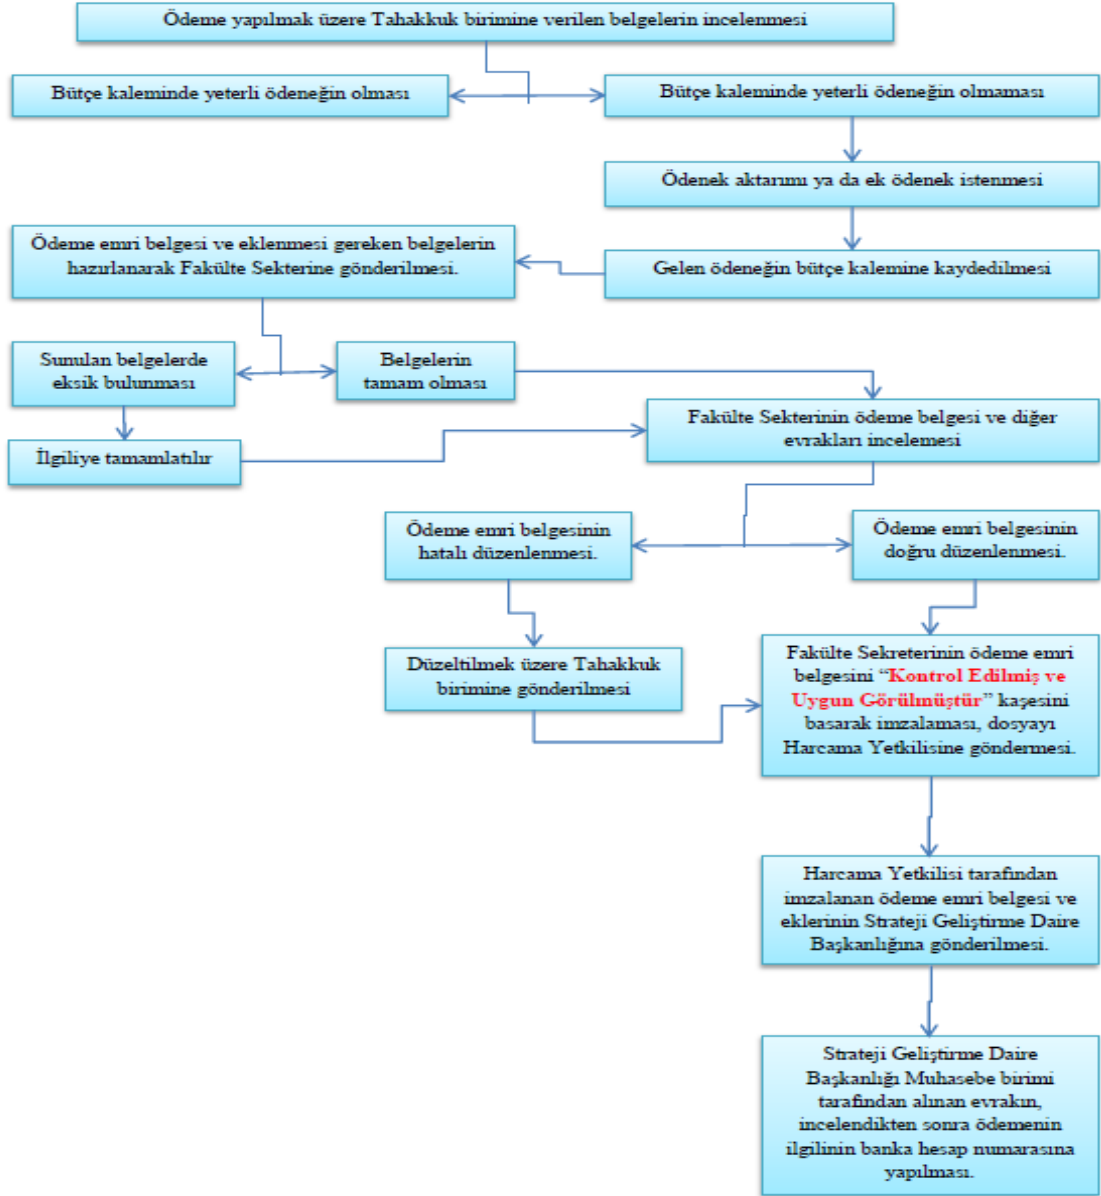 Ödeme yapılmak üzere Tahakkuk birimine verilen belgelerin incelenmesi
Bütçe kaleminde yeterli ödeneğin olması
Bütçe kaleminde yeterli ödeneğin olmaması
Ödenek aktarımı ya da ek ödenek istenmesi
Ödeme emri belgesi ve eklenmesi gereken belgelerin
hazırlanarak Fakülte Sekterine gönderilmesi.
Gelen ödeneğin bütçe kalemine kaydedilmesi
Sunulan belgelerde
eksik bulunması
Belgelerin
tamam olması
Fakülte Sekterinin ödeme belgesi ve diğer
evrakları incelemesi
İlgiliye tamamlatılır
Ödeme emri belgesinin
hatalı düzenlenmesi.
Ödeme emri belgesinin
doğru düzenlenmesi.
Düzeltilmek üzere Tahakkuk
birimine gönderilmesi
Fakülte Sekreterinin ödeme emri
belgesini “Kontrol Edilmiş ve
Uygun Görülmüştür” kaşesini
basarak imzalaması, dosyayı
Harcama Yetkilisine göndermesi.
Harcama Yetkilisi tarafından
imzalanan ödeme emri belgesi ve
eklerinin Strateji Geliştirme Daire
Başkanlığına gönderilmesi.
Strateji Geliştirme Daire
Başkanlığı Muhasebe birimi
tarafından alınan evrakın,
incelendikten sonra ödemenin
ilgilinin banka hesap numarasına
yapılması.